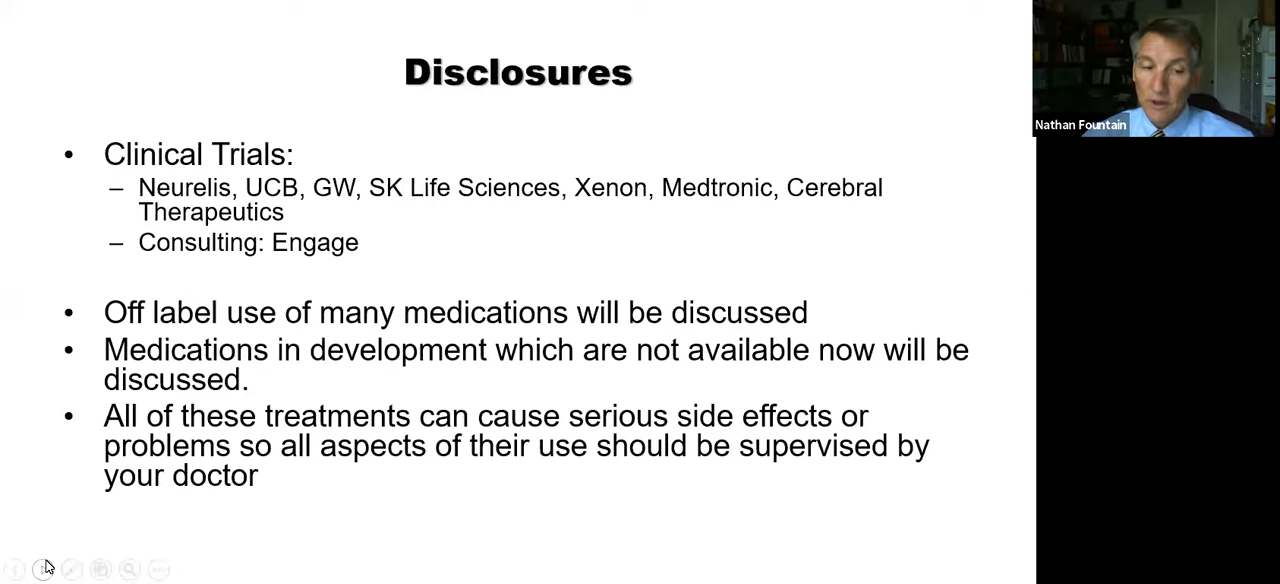 Disclosures
• Clinical Trials:
– Neurelis, UCB, GW, SK Life Sciences, Xenon, Medtronic, Cerebral
Therapeutics
– Consulting: Engage
• Off label use of many medications will be discussed
• Medications in development which are not available now will be
discussed.
• All of these treatments can cause serious side effects or
problems so all aspects of their use should be supervised by
your doctor
Nathan Fountain